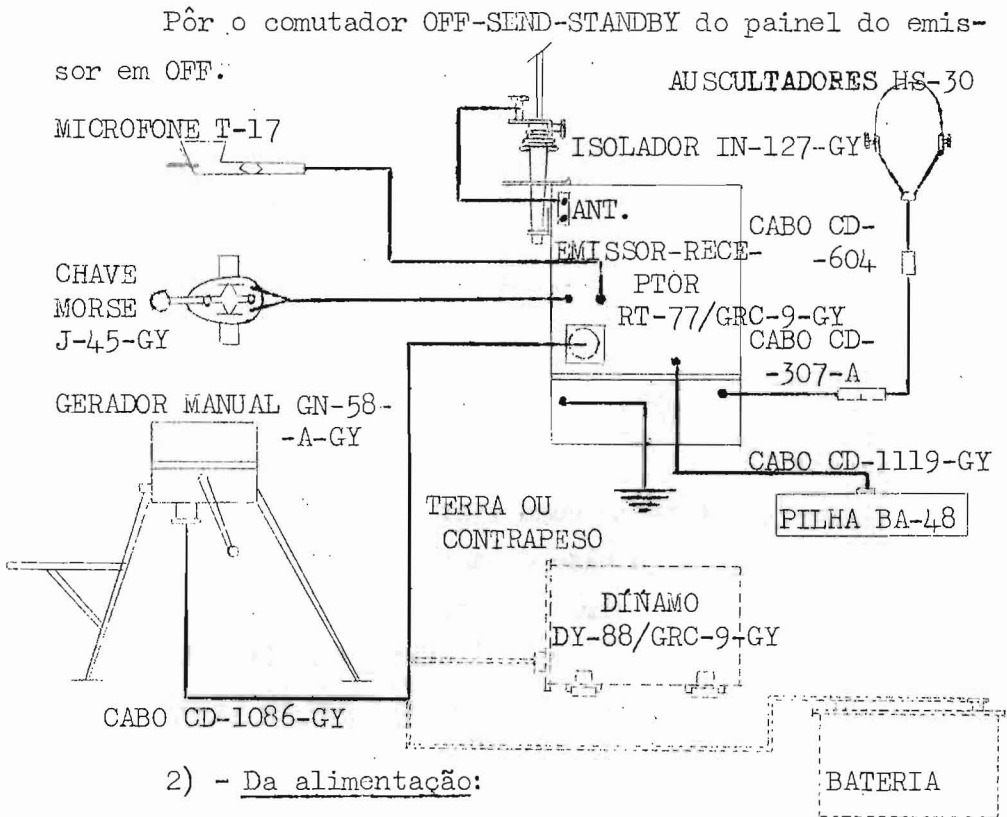 Pôr o comutador OFF-SEND-STANDBY do painel do emis-
sor em OFF.
AUSCULTADORES HS-30
MICROFONE T-17
ISOLADOR IN-127-GY
ANT.
CABO CD-
-604
EMISSOR-RECE-
PTOR
RT-77/GRC-9-GY
CHAVE
MORSE
J-45-GY
CABO CD-
-307-A
GERADOR MANUAL GN-58-
-A-GY
CABO CD-1119-GY
PILHA BA-48
TERRA OU
CONTRAPESO
DÍNAMO
DY-88/GRC-9-GY
CABO CD-1086-GY
2) - Da alimentação:
BATERIA